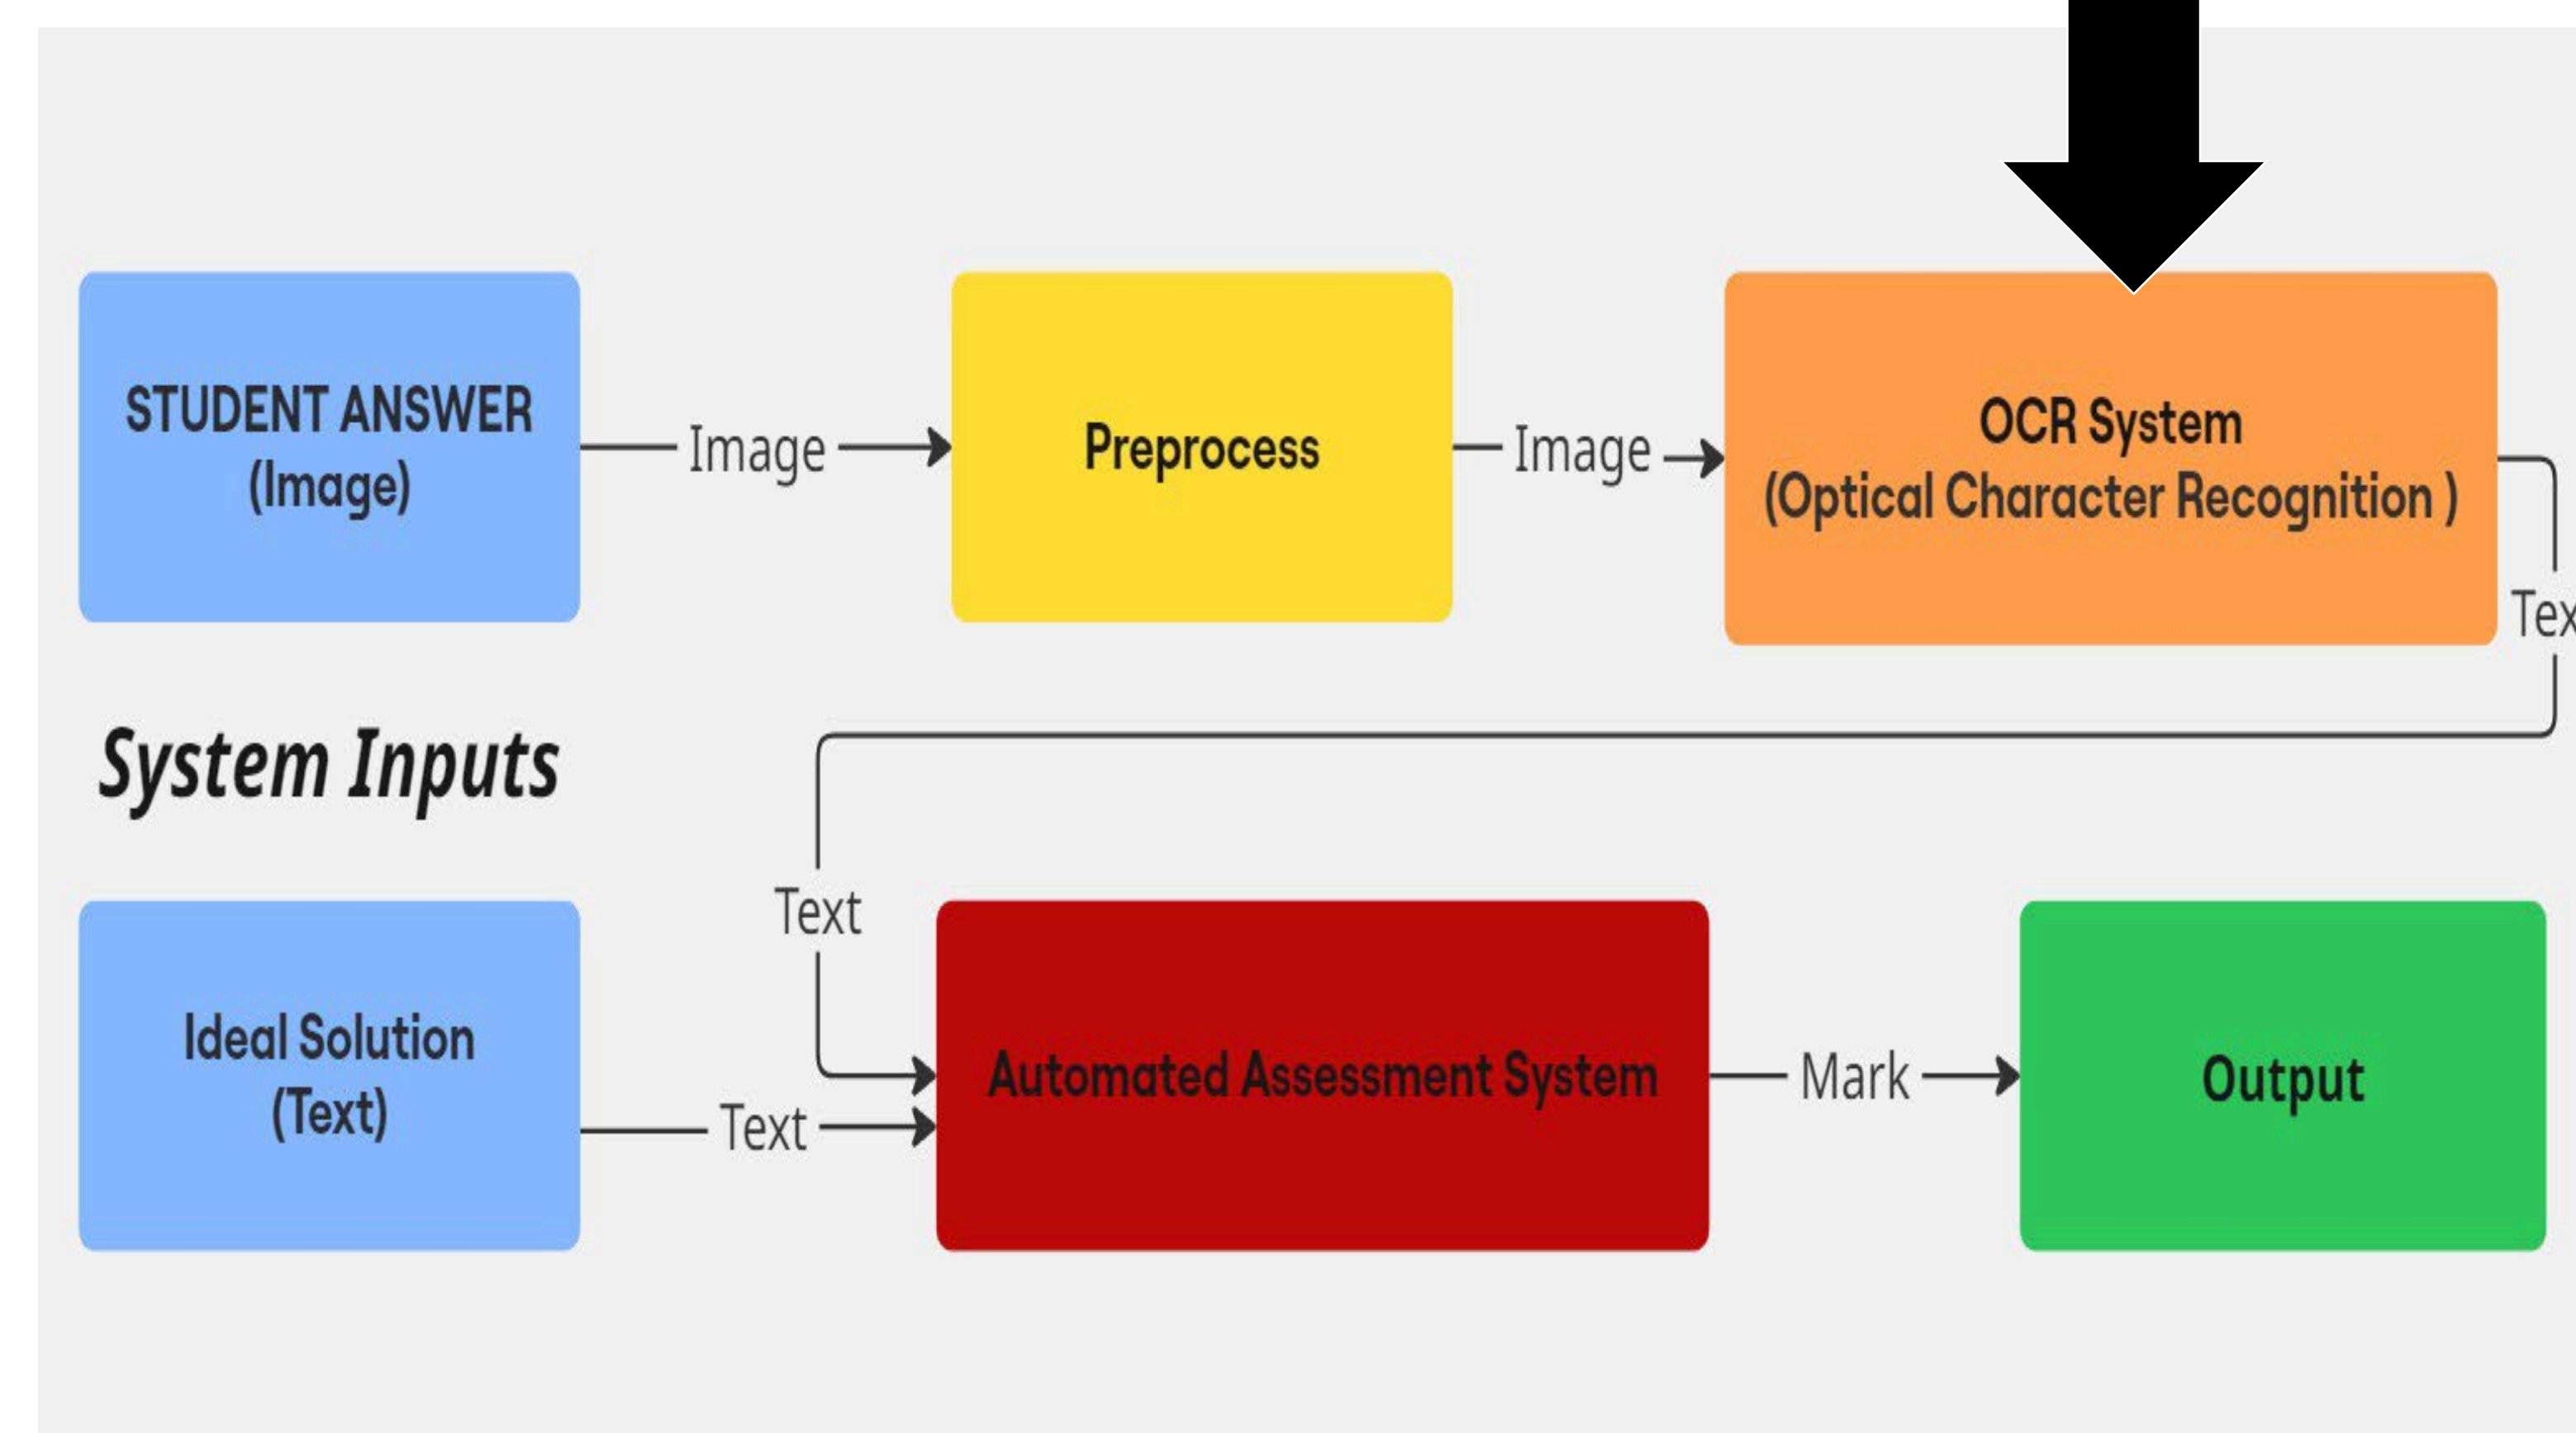 STUDENT ANSWER
(Image)
Image
Preprocess
Image
OCR System
(Optical Character Recognition )
System Inputs
Text
Ideal Solution
(Text)
Text
Automated Assessment System
Mark
Output